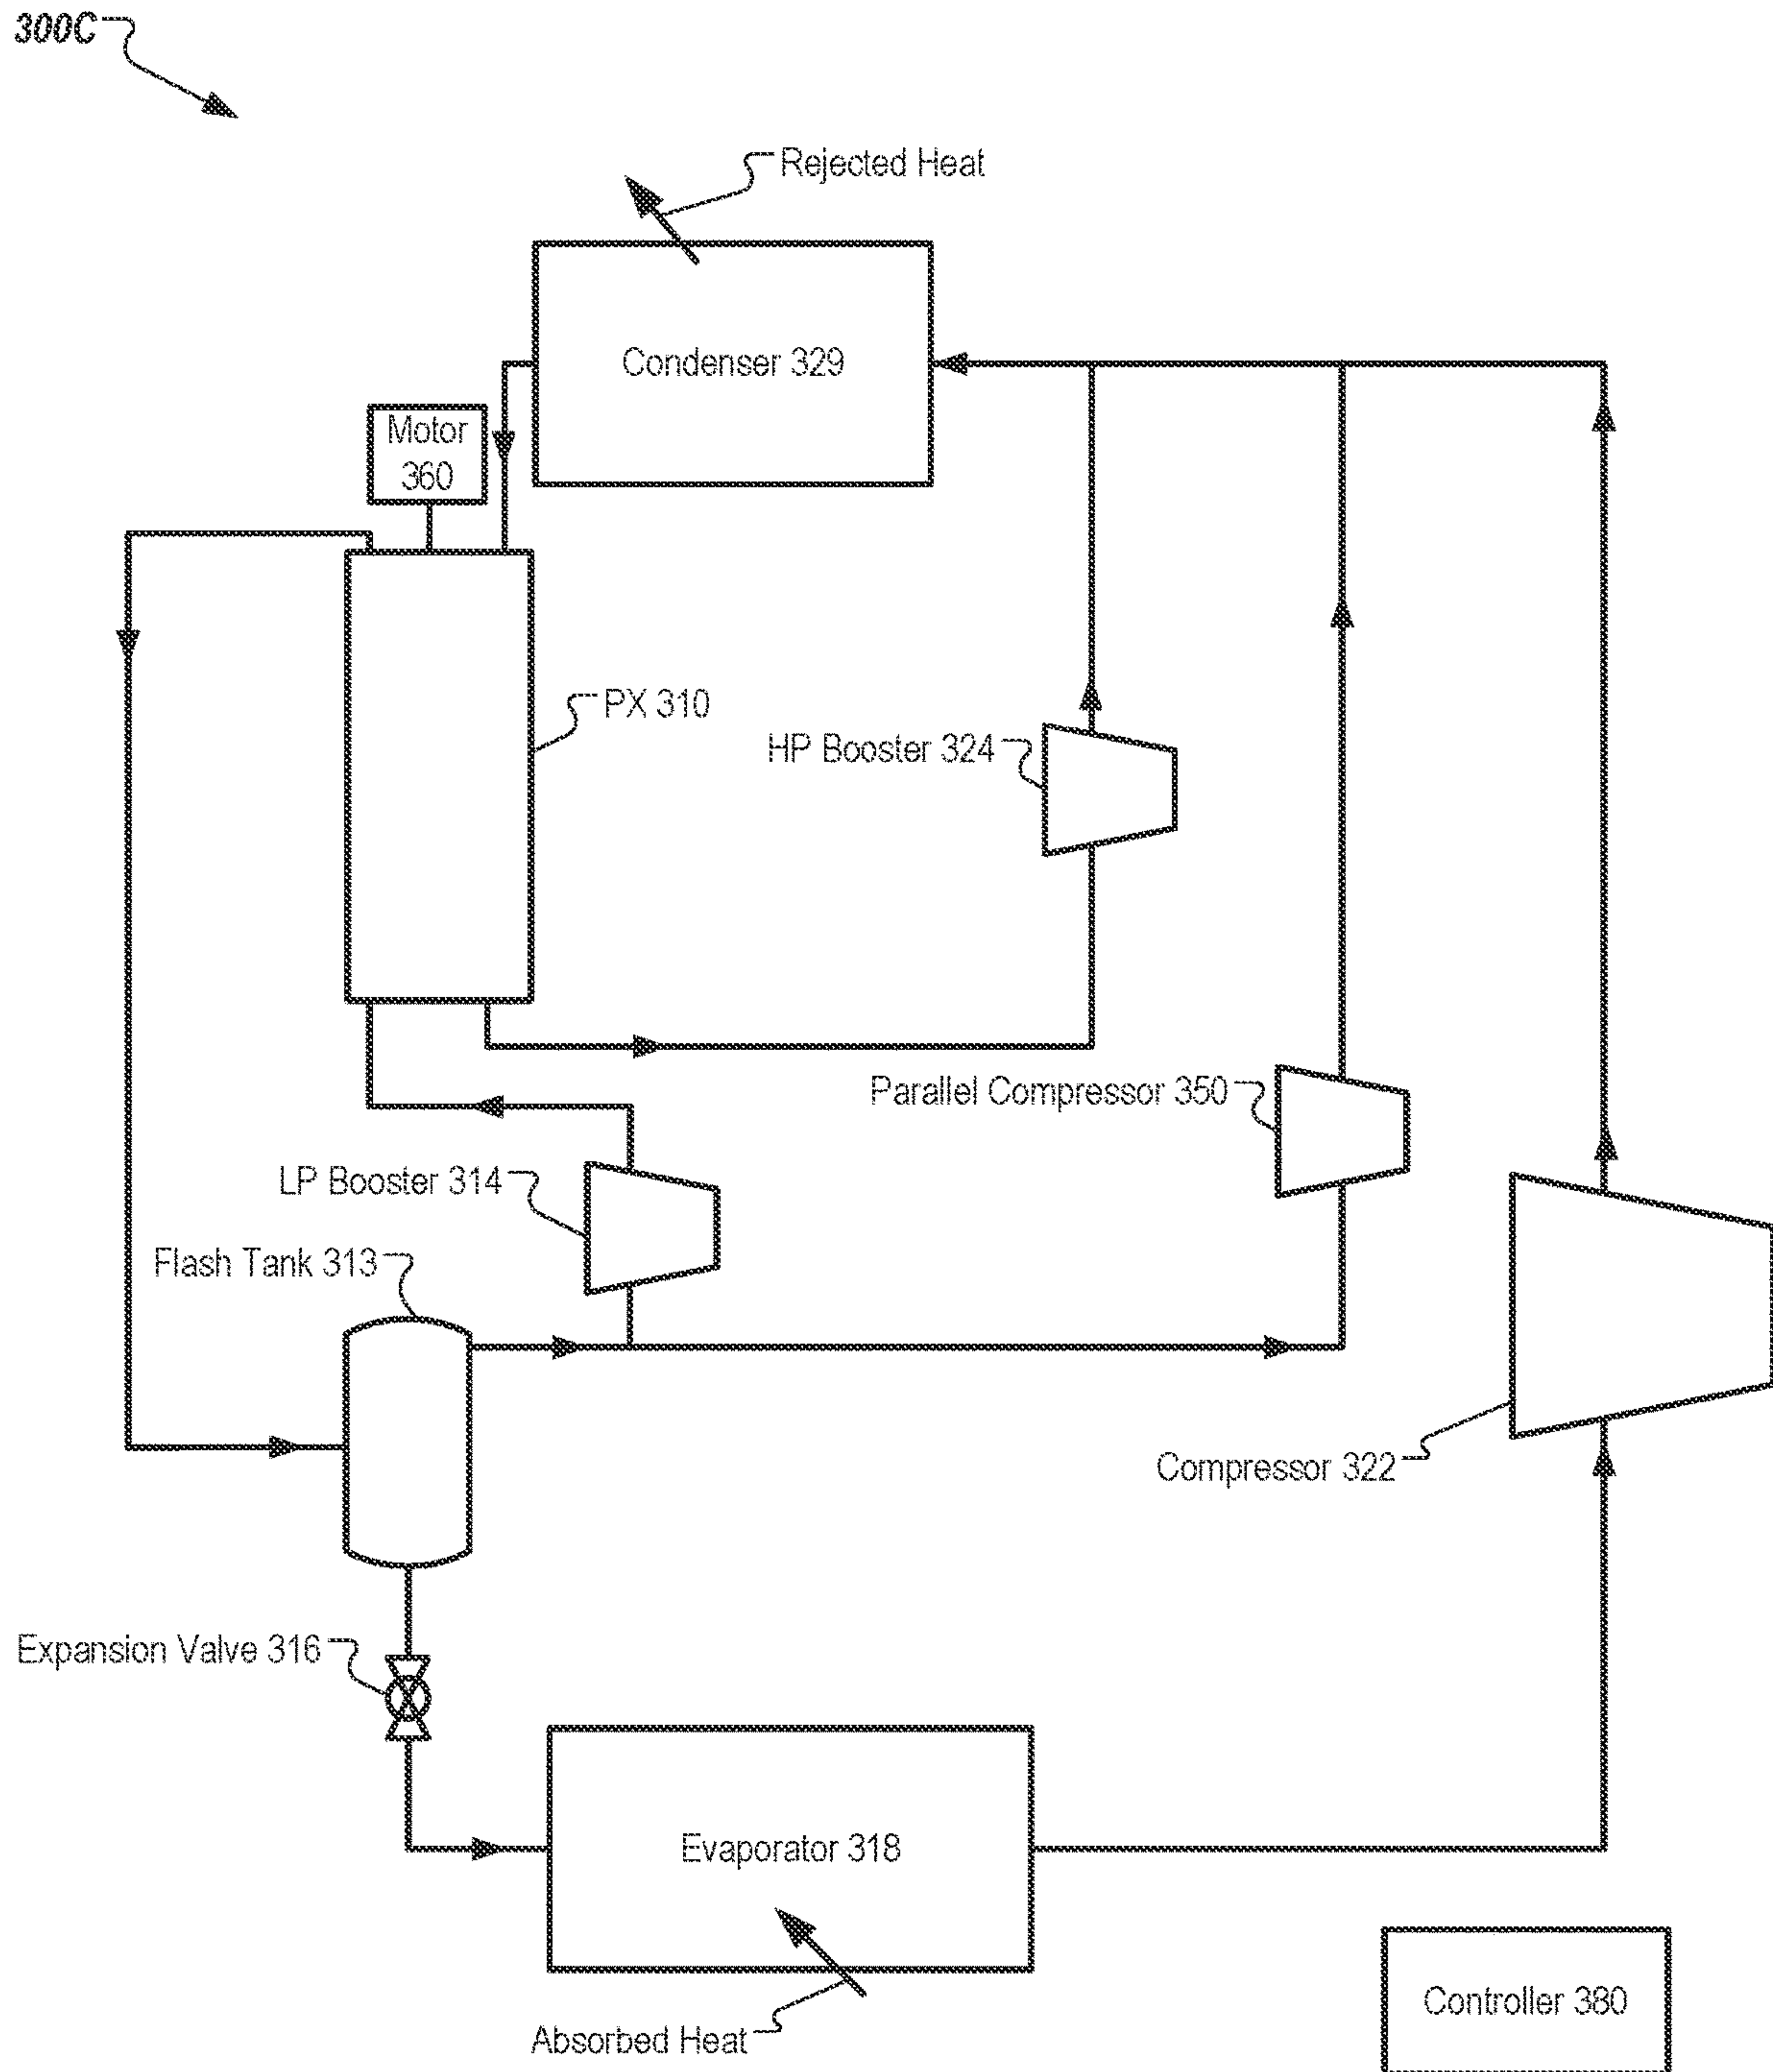 300C
Rejected Heat
Condenser 329
Motor
360
PX 310
HP Booster 324
Parallel Compressor 350
LP Booster 314
Flash Tank 313
Compressor 322
Expansion Valve 316
Evaporator 318
Controller 380
Absorbed Heat